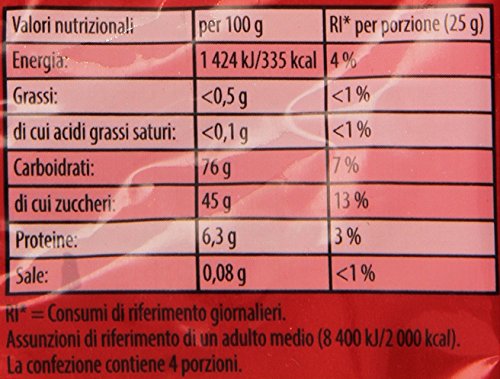 Valori nutrizionali per 100 g RI* per porzione (25 g)
Energia: 1 424 kJ/335 kcal 4 %
Grassi: <0,5 g <1 %
di cui acidi grassi saturi: <0,1 g <1 %
Carboidrati: 76 g 7 %
di cui zuccheri: 45 g 13 %
Proteine: 6,3 g 3 %
Sale: 0,08 g <1 %
RI* = Consumi di riferimento giornalieri.
Assunzioni di riferimento di un adulto medio (8 400 kJ/2 000 kcal).
La confezione contiene 4 porzioni.